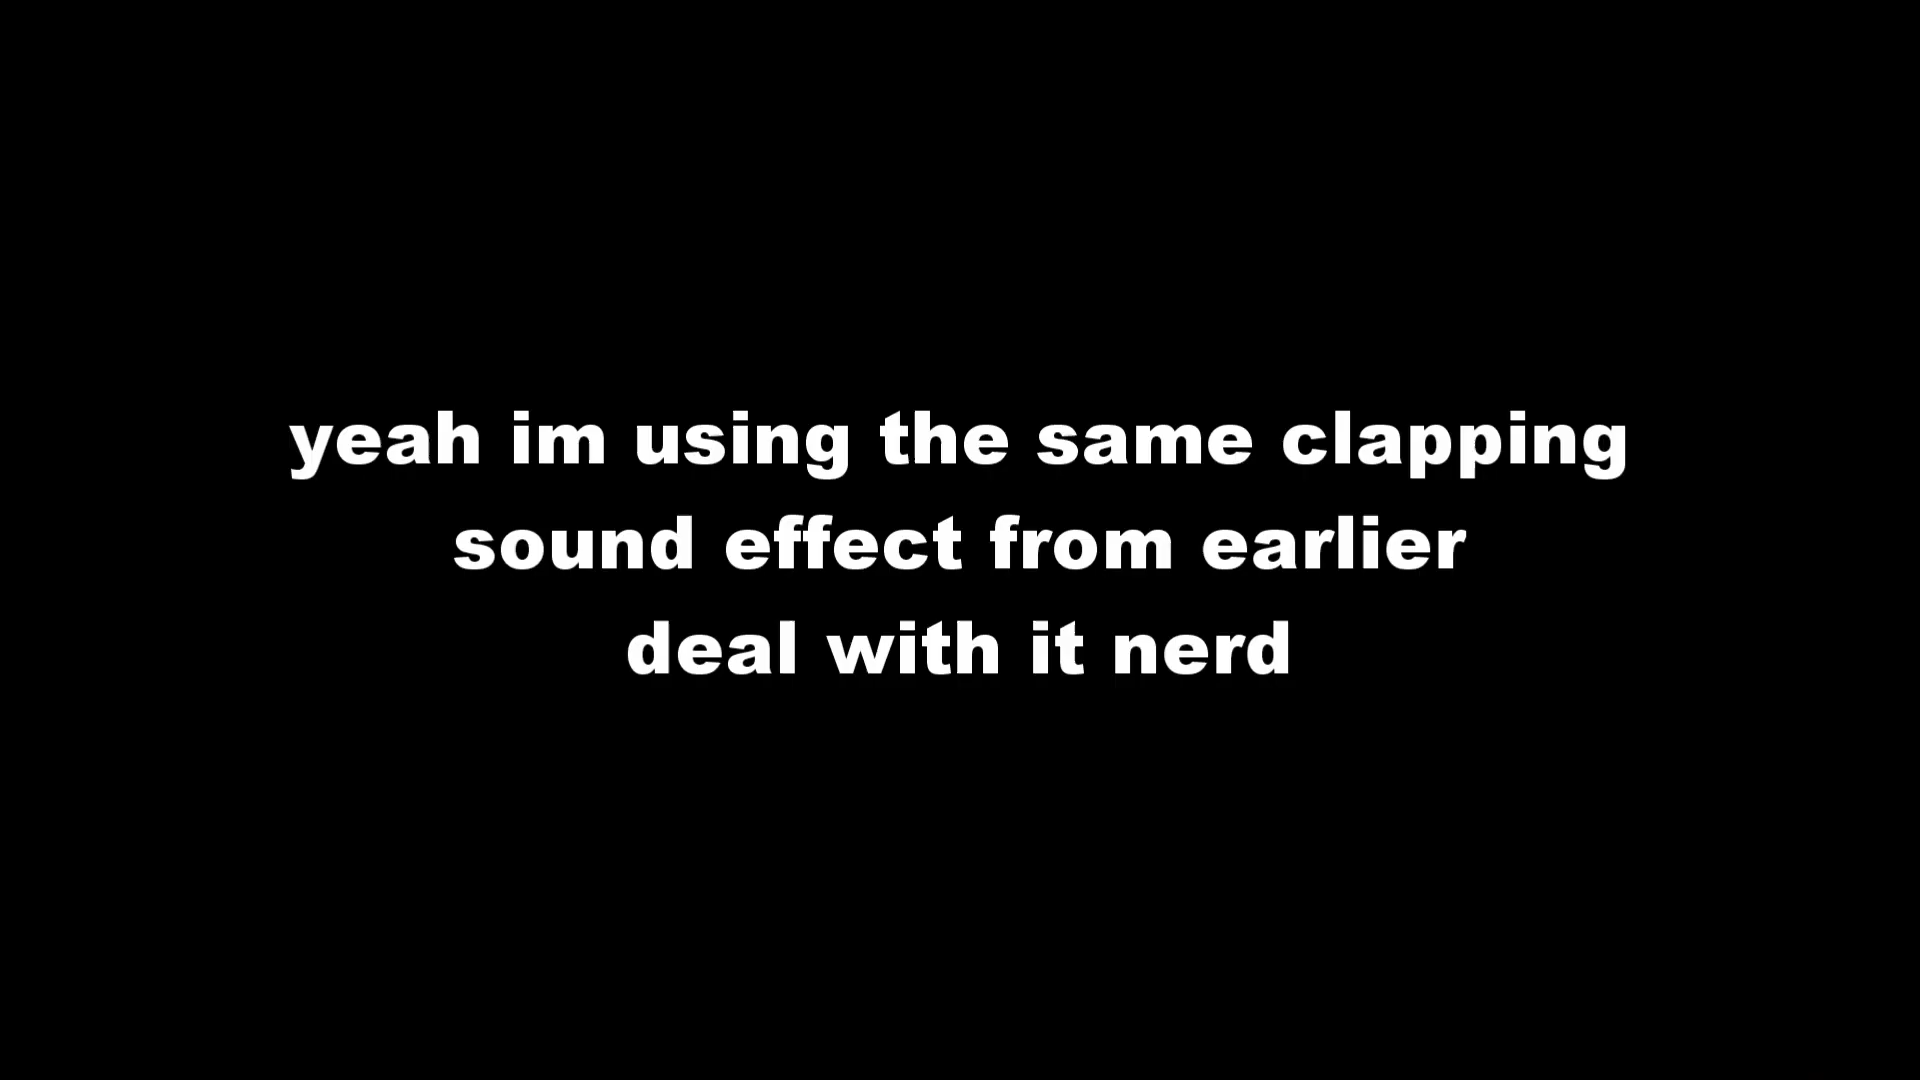 yeah im using the same clapping
sound effect from earlier
deal with it nerd